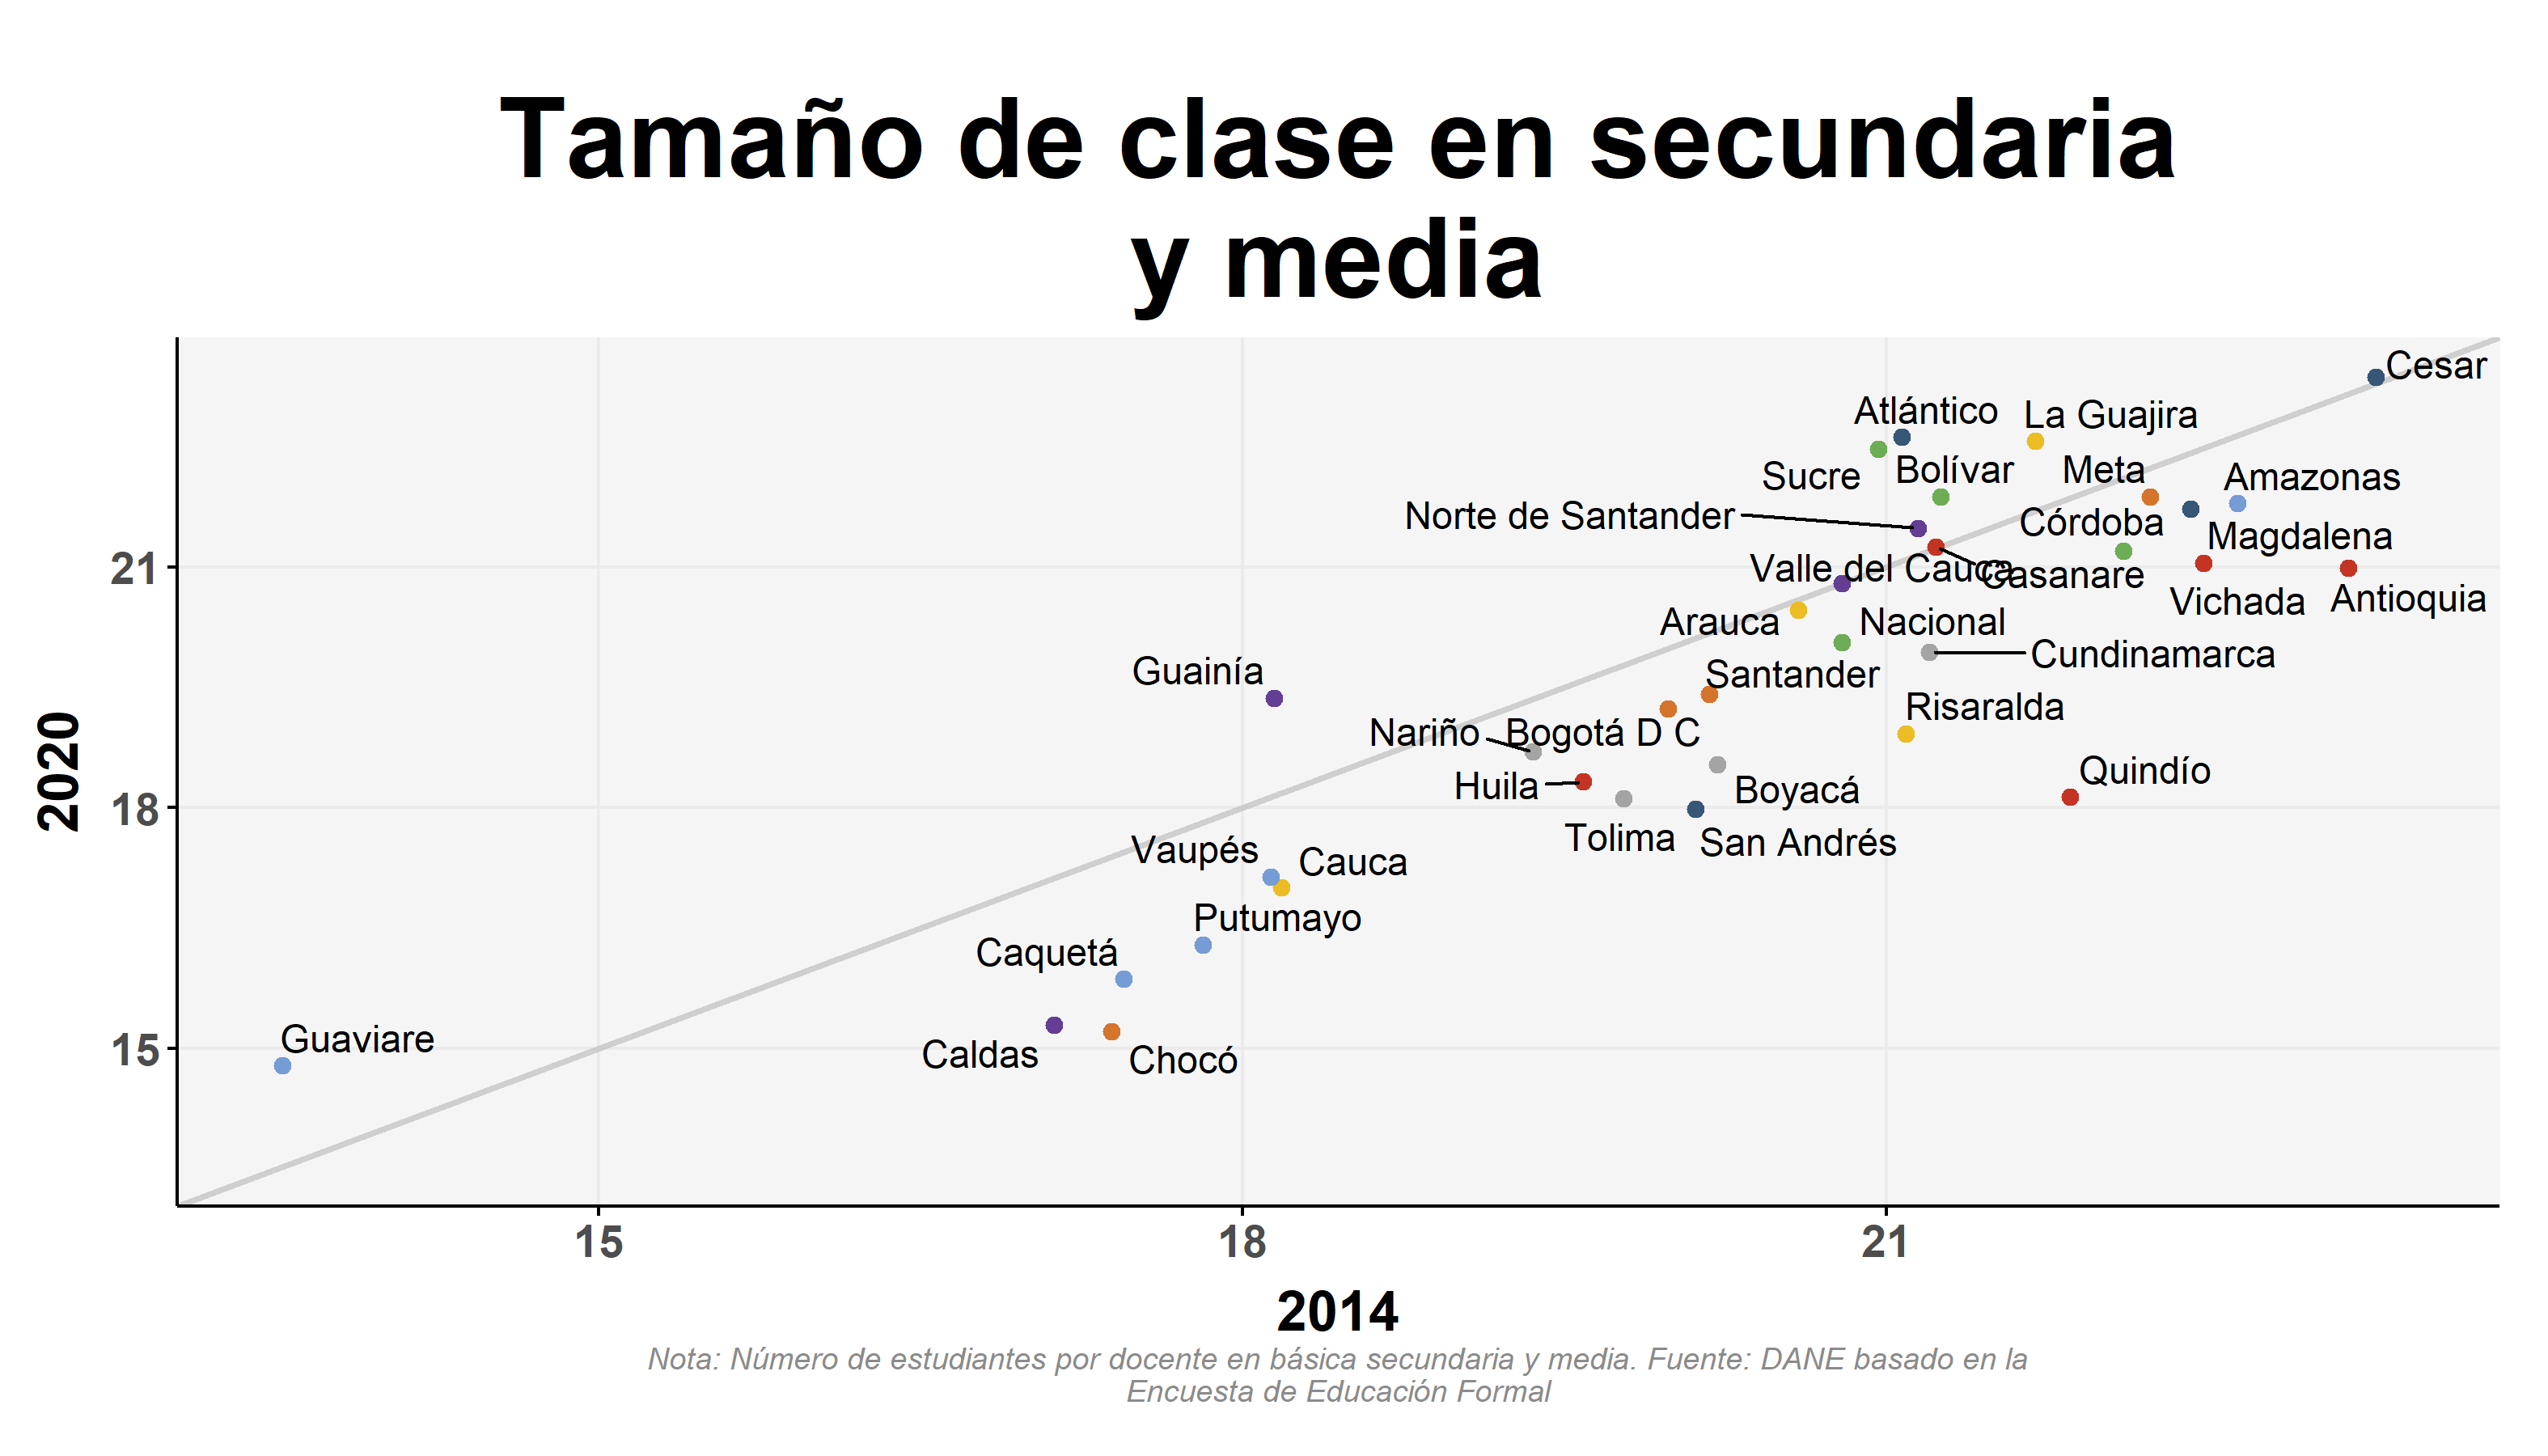 Tamaño de clase en secundaria
y media
Cesar
Atlántico
La Guajira
Sucre
Bolívar
Meta
Amazonas
Norte de Santander
Córdoba
Magdalena
21
Valle del Cauca
Casanare
Vichada
Antioquia
Arauca
Nacional
Guainía
Cundinamarca
Santander
Risaralda
2020
Nariño
Bogotá D C
Huila
Quindío
18
Boyacá
Tolima
San Andrés
Vaupés
Cauca
Putumayo
Caquetá
Guaviare
15
Caldas
Chocó
15
18
21
2014
Nota: Número de estudiantes por docente en básica secundaria y media. Fuente: DANE basado en la
Encuesta de Educación Formal